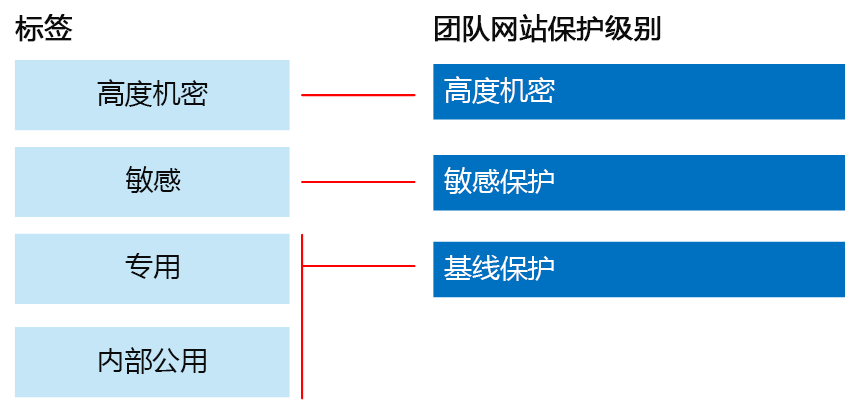 标签
团队网站保护级别
高度机密
高度机密
敏感
敏感保护
专用
基线保护
内部公用